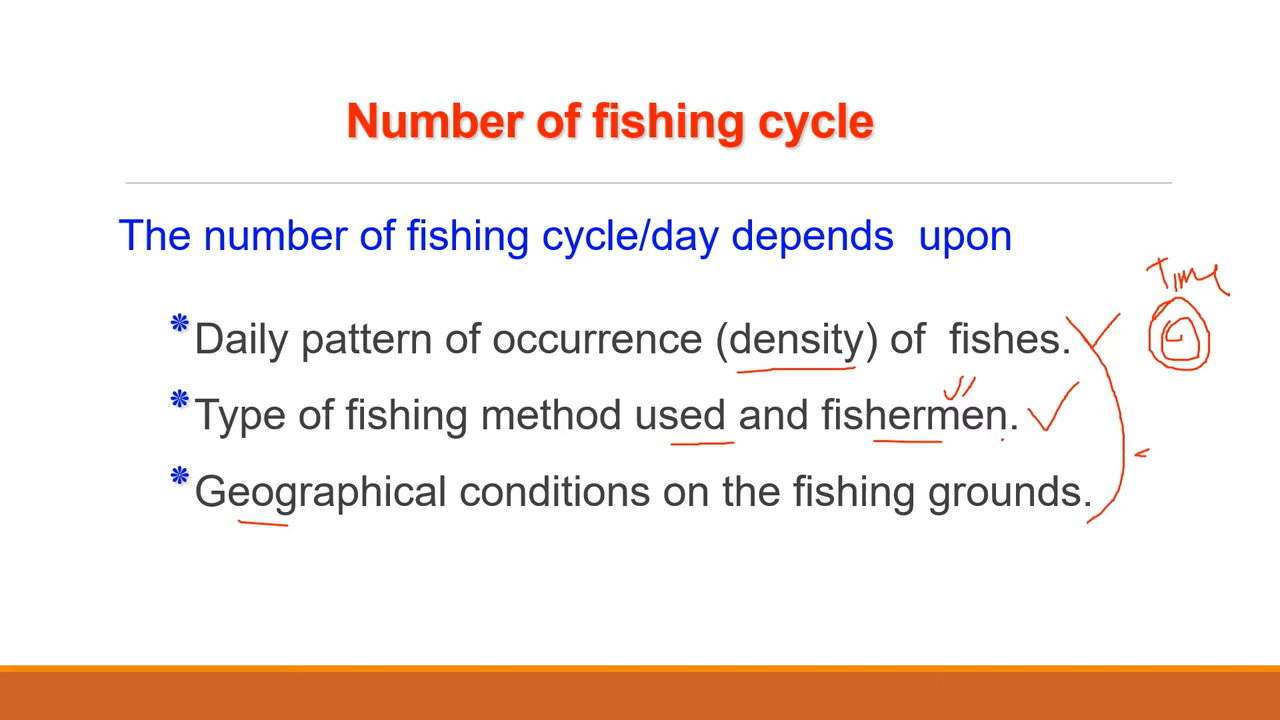 Number of fishing cycle
The number of fishing cycle/day depends upon
Time
Daily pattern of occurrence (density) of fishes.
Type of fishing method used and fishermen.
Geographical conditions on the fishing grounds.